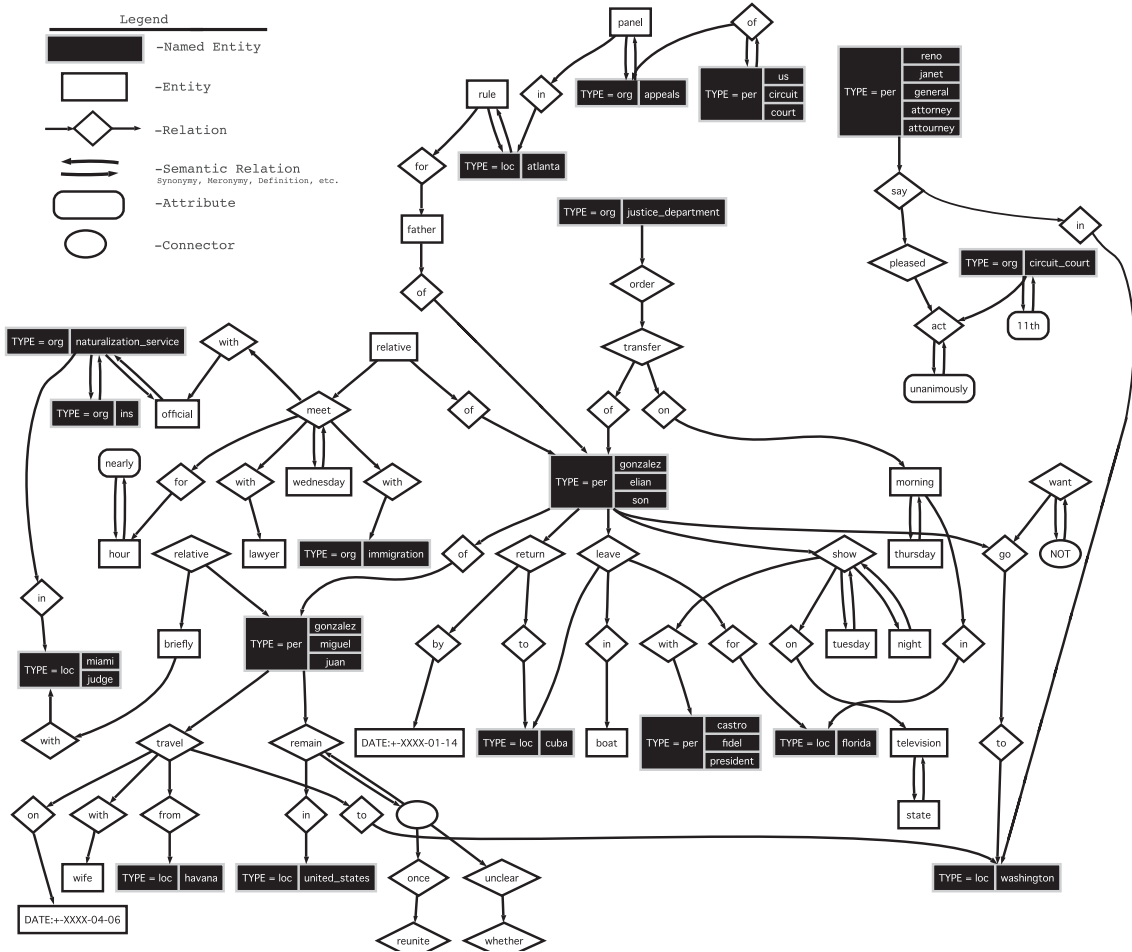 Legend
-Named Entity
-Entity
-Relation
-Semantic Relation
Synonymy, Meronymy, Definition, etc.
-Attribute
-Connector
panel
of
in
TYPE = org appeals
TYPE = per
us
circuit
court
TYPE = per
reno
janet
general
attorney
attourney
rule
for
TYPE = loc atlanta
say
in
father
TYPE = org justice_department
pleased
TYPE = org circuit_court
of
order
act
11th
TYPE = org naturalization_service
with
relative
transfer
unanimously
TYPE = org ins
official
meet
of
of
on
nearly
for
with
wednesday
with
TYPE = per
gonzalez
elian
son
morning
want
hour
relative
lawyer
TYPE = org immigration
of
return
leave
show
thursday
go
NOT
in
briefly
TYPE = per
gonzalez
miguel
juan
by
to
in
with
for
on
tuesday
night
in
TYPE = loc
miami
judge
with
travel
remain
DATE:+-XXXX-01-14
TYPE = loc cuba
boat
TYPE = per
castro
fidel
president
TYPE = loc florida
television
to
on
with
from
in
to
state
wife
TYPE = loc havana
TYPE = loc united_states
once
unclear
TYPE = loc washington
DATE:+-XXXX-04-06
reunite
whether